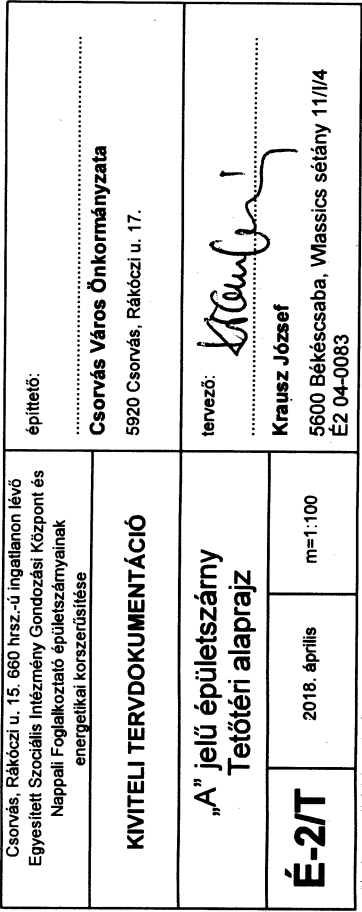 Csorvás, Rákóczi u. 15. 660 hrsz.-ú ingatlanon lévő
Egyesített Szociális Intézmény Gondozási Központ és
Nappali Foglalkoztató épületszárnyainak
energetikai korszerűsítése
KIVITELI TERVDOKUMENTÁCIÓ
„A” jelű épületszárny
Tetőtéri alaprajz
É-2/T
2018. április
m=1:100
építtető:
Csorvás Város Önkormányzata
5920 Csorvás, Rákóczi u. 17.
tervező:
Krausz József
5600 Békéscsaba, Wlassics sétány 11/I/4
É2 04-0083